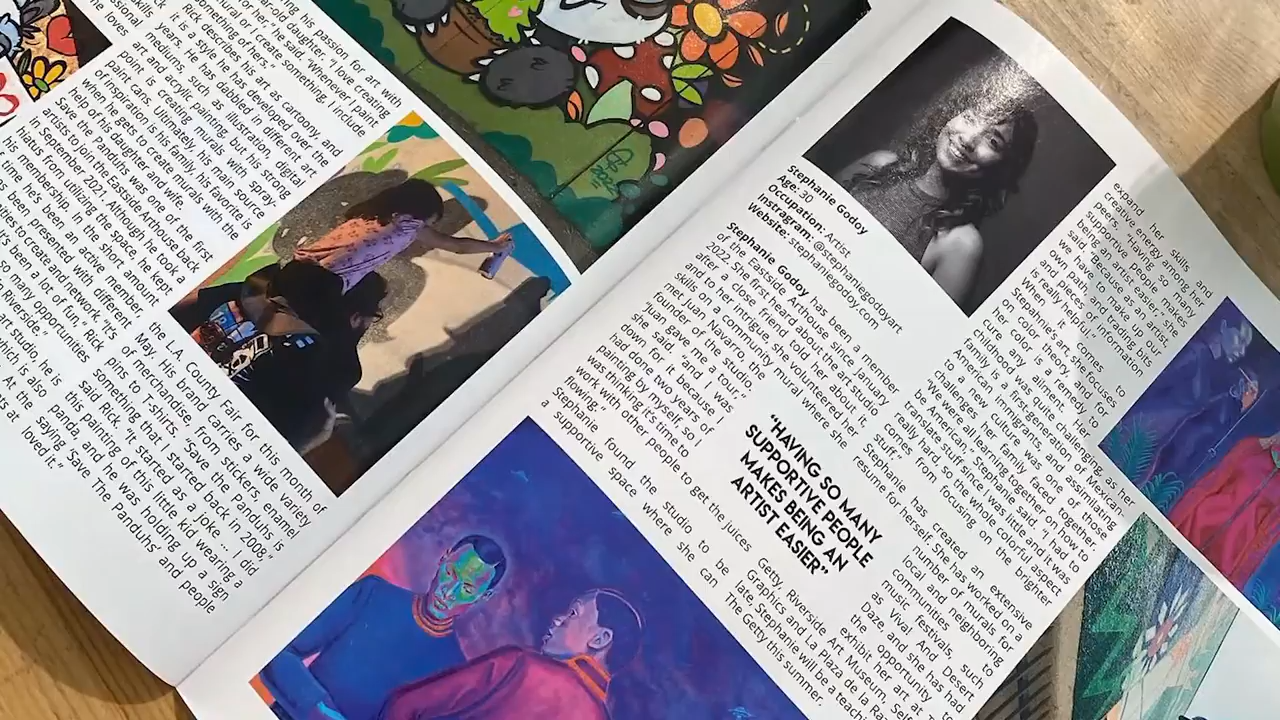 skills
loves
ing, his passion for art with
daughter. “I love creating
for her,” he said. “Whenever I paint
mural or I create something, I include
something of hers.”
Rick describes his art as cartoony, and
it is a style he has developed over the
years. He has dabbled in different art
mediums, such as illustration, digital
art and acrylic painting, but his strong
point is creating murals with spray
paint cans. Ultimately, his main source
of inspiration is his family, his favorite is
when he gets to create murals with the
help of his daughter and wife.
Save the Panduhs was one of the first
artists to join the Eastside Arthouse back
in September 2021. Although he took a
hiatus from utilizing the space, he kept
his membership. In the short amount
time he’s been an active member,
been presented with different
to create and network. “It’s
been a lot of fun,” Rick
so many opportunities
Riverside.
art studio, he is
which is also
At the
at
the L.A. County Fair for this month of
May. His brand carries a wide variety
of merchandise, from stickers, enamel
pins to T-shirts. “Save the Panduhs is
something that I started back in 2008,”
said Rick. “It started as a joke ... I did
this painting of this little kid wearing a
panda, and he was holding up a sign
saying ‘Save The Panduhs’ and people
loved it.”
Stephanie Godoy
Age: 30
Occupation: Artist
Instragram: @stephaniegodoyart
Website: stephaniegodoy.com
Stephanie Godoy has been a member
of the Eastside Arthouse since January
2022. She first heard about the art studio
after a close friend told her about it,
and to her intrigue, she volunteered her
skills on a community mural where she
met Juan Navarro, the
founder of the studio.
“Juan gave me a tour,”
she said, “and I was
down for it because I
had done two years of
painting by myself, so I
was thinking it’s time to
work with other people to get the juices
flowing.”
Stephanie found the studio to be
a supportive space where she can
“HAVING SO MANY
SUPPORTIVE PEOPLE
MAKES BEING AN
ARTIST EASIER”
expand her skills
and energy among her
creative
peers. “Having so many
supportive people makes
being an artist easier,” she
said. “Because as an artist,
we have to make up our
own path and trading bits
and pieces of information
is really helpful.”
When it comes to
Stephanie’s art, she focuses
her color theory around
cure any ailment for
childhood was a remedy for
family is a first-generation Mexican
American immigrants, and assimilating
to a new culture was one of those
challenges her family faced together.
“We were all learning together on how to
be American,” Stephanie said. “I had to
translate since I was little and it was
hard, so the whole colorful aspect
comes from focusing on the brighter
stuff.”
Stephanie has created an extensive
resume for herself. She has worked on a
number of murals for
local and neighboring
communities and
music festivals, such
as Vival And Desert
Daze and she has had
the opportunity to
exhibit her art at
Riverside Art Museum,
Getty,
Graphics and La Plaza de La Raza
late. Stephanie will be a
The Getty this summer.